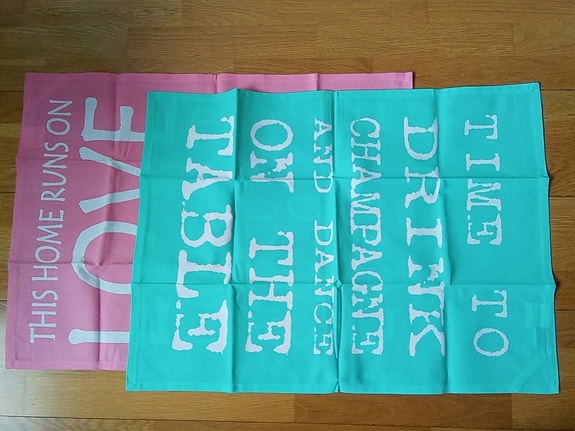 THIS HOME RUNS ON
LOVE
TIME TO
DRINK
CHAMPAGNE
AND DANCE
ON THE
TABLE